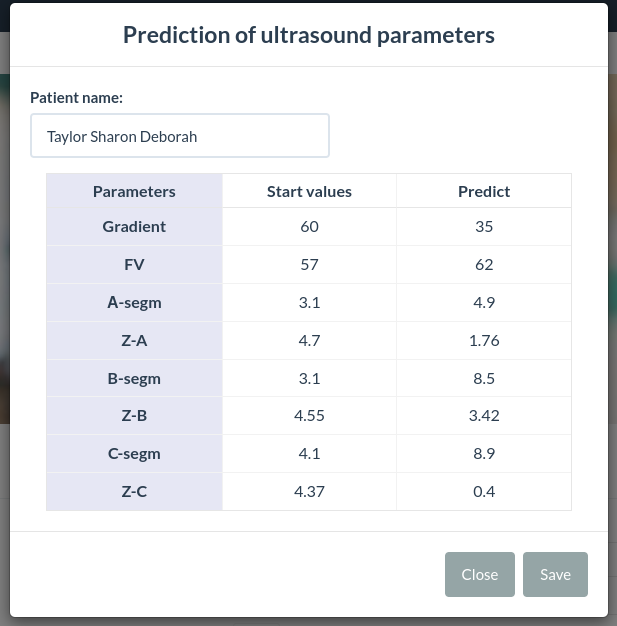 Prediction of ultrasound parameters
Patient name:
Taylor Sharon Deborah
Parameters Start values Predict
Gradient 60 35
FV 57 62
A-segm 3.1 4.9
Z-A 4.7 1.76
B-segm 3.1 8.5
Z-B 4.55 3.42
C-segm 4.1 8.9
Z-C 4.37 0.4
Close Save